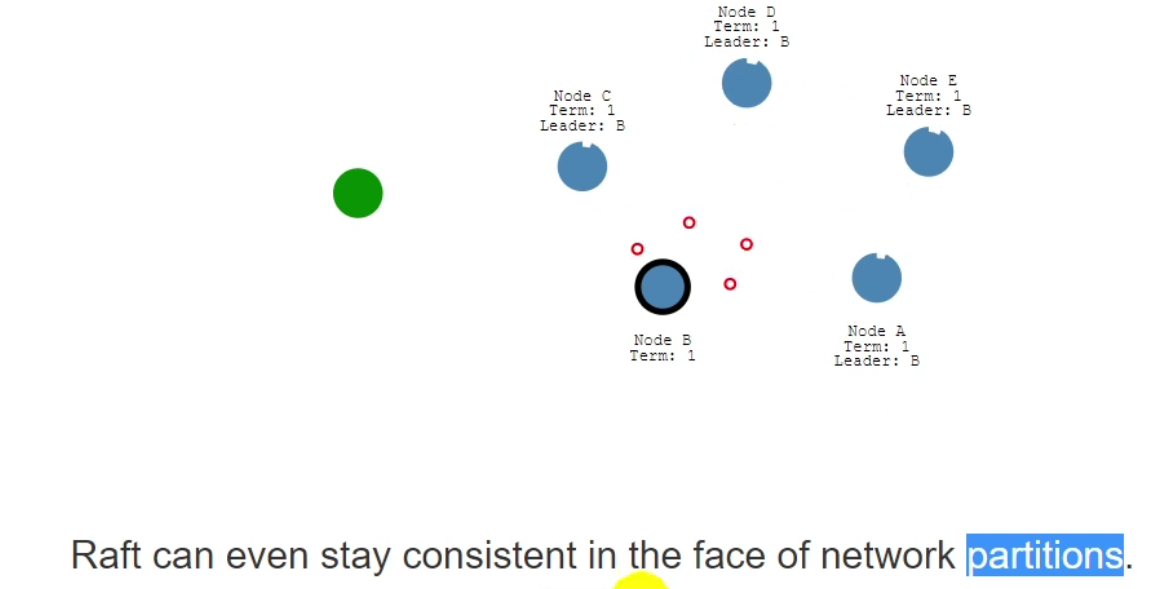 Node D
Term: 1
Leader: B
Node E
Term: 1
Leader: B
Node C
Term: 1
Leader: B
Node B
Term: 1
Node A
Term: 1
Leader: B
Raft can even stay consistent in the face of network partitions.